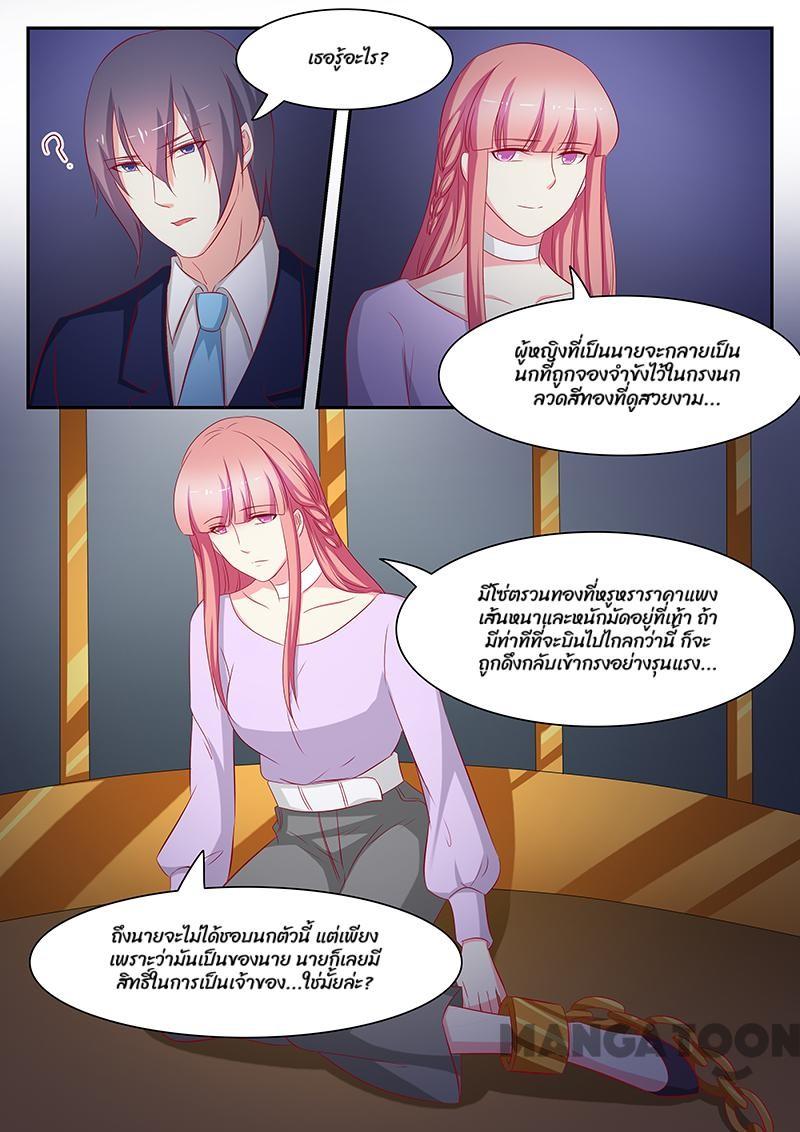 เธอรู้อะไร?
?
ผู้หญิงที่เป็นนายจะกลายเป็น
นกที่ถูกจองจำขังไว้ในกรงนก
ลวดสีทองที่ดูสวยงาม...
มีโซ่ตรวนทองที่หรูหราราคาแพง
เส้นหนาและหนักมัดอยู่ที่เท้า ถ้า
มีท่าทีที่จะบินไปไกลกว่านี้ ก็จะ
ถูกดึงกลับเข้ากรงอย่างรุนแรง...
ถึงนายจะไม่ได้ชอบนกตัวนี้ แต่เพียง
เพราะว่ามันเป็นของนาย นายก็เลยมี
สิทธิ์ในการเป็นเจ้าของ...ใช่มั้ยล่ะ?
MANGATOON